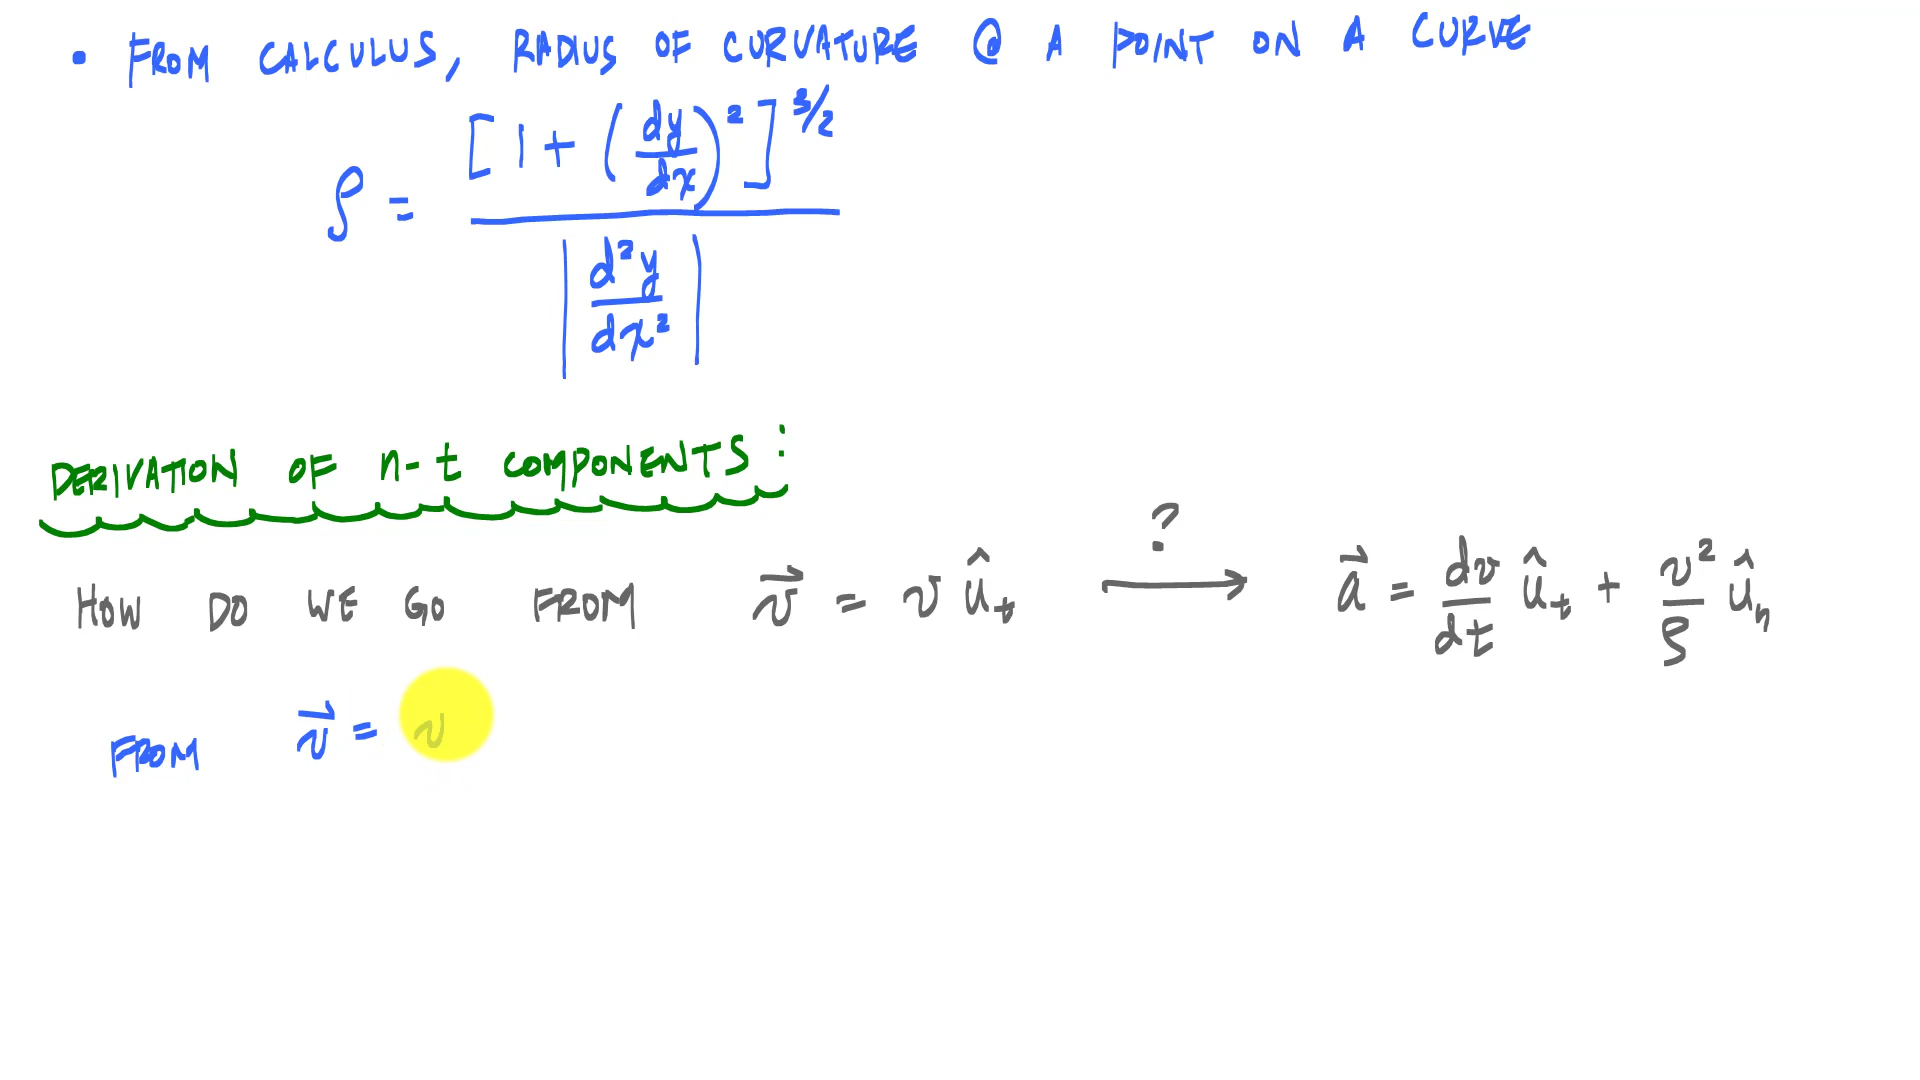 • FROM CALCULUS, RADIUS OF CURVATURE @ A POINT ON A CURVE
ρ = [1 + (dy/dx)²]^3/2 / |d²y/dx²|
DERIVATION OF n-t COMPONENTS:
HOW DO WE GO FROM v⃗ = v û_t ?⟶ a⃗ = dv/dt û_t + v²/ρ û_n
FROM v⃗ = v